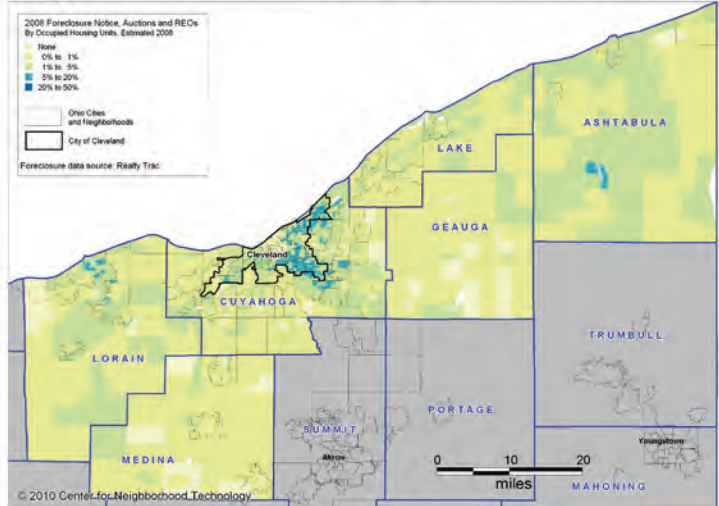 2008 Foreclosure Notice, Auctions and REOs
By Occupied Housing Units, Estimated 2008
None
0% to 1%
1% to 5%
5% to 20%
20% to 50%
Ohio Cities
and Neighborhoods
City of Cleveland
Foreclosure data source: Realty Trac
ASHTABULA
LAKE
GEAUGA
Cleveland
CUYAHOGA
TRUMBULL
LORAIN
PORTAGE
SUMMIT
Youngstown
Akron
MEDINA
0 10 20
miles
MAHONING
© 2010 Center for Neighborhood Technology